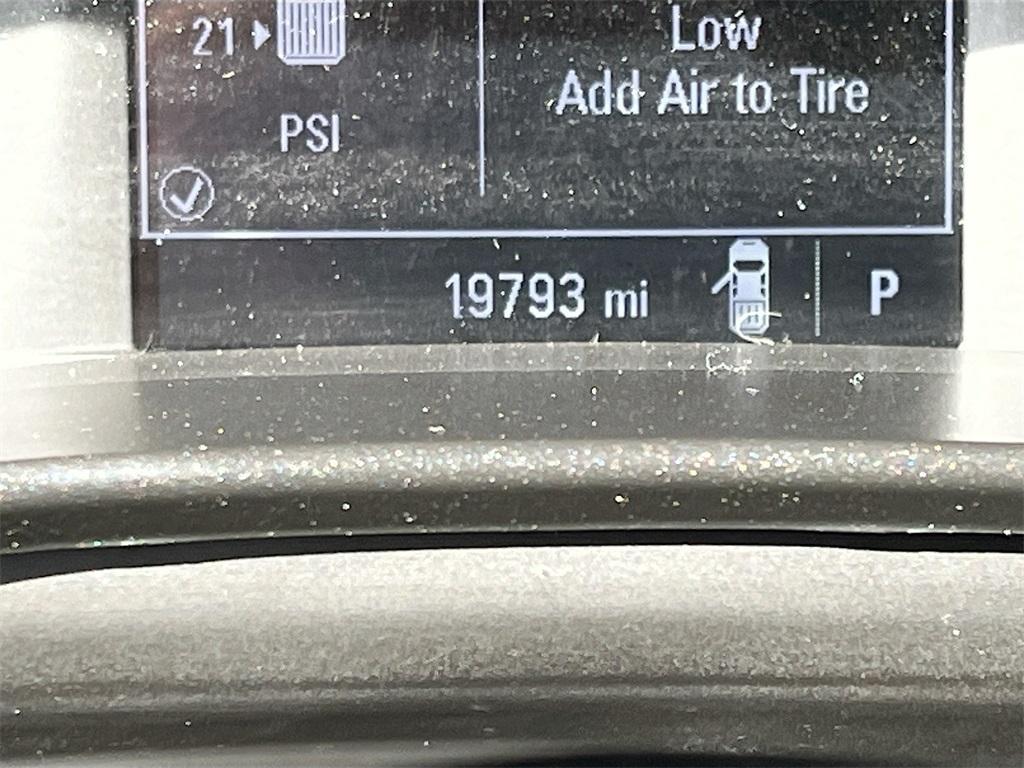 21
PSI
Low
Add Air to Tire
19793 mi
P